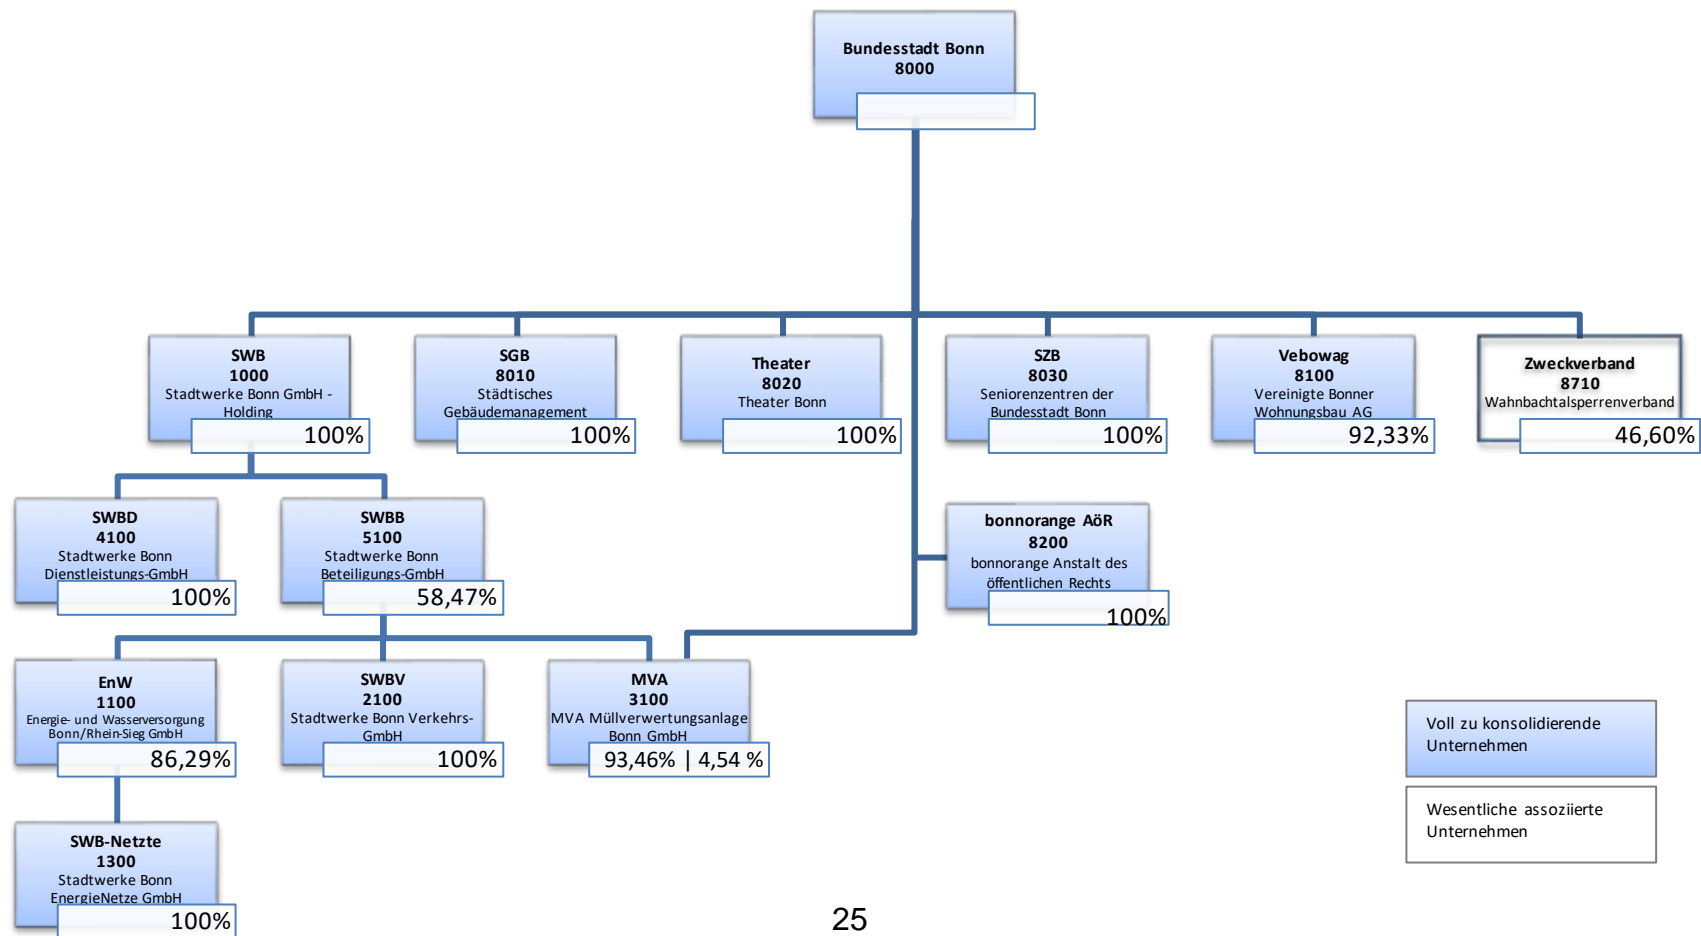 Bundesstadt Bonn
8000
SWB
1000
Stadtwerke Bonn GmbH -
Holding
100%
SGB
8010
Städtisches
Gebäudemanagement
100%
Theater
8020
Theater Bonn
100%
SZB
8030
Seniorenzentren der
Bundesstadt Bonn
100%
Vebowag
8100
Vereinigte Bonner
Wohnungsbau AG
92,33%
Zweckverband
8710
Wahnbachtalsperrenverband
46,60%
SWBD
4100
Stadtwerke Bonn
Dienstleistungs-GmbH
100%
SWBB
5100
Stadtwerke Bonn
Beteiligungs-GmbH
58,47%
bonnorange AöR
8200
bonnorange Anstalt des
öffentlichen Rechts
100%
EnW
1100
Energie- und Wasserversorgung
Bonn/Rhein-Sieg GmbH
86,29%
SWBV
2100
Stadtwerke Bonn Verkehrs-
GmbH
100%
MVA
3100
MVA Müllverwertungsanlage
Bonn GmbH
93,46% | 4,54 %
Voll zu konsolidierende
Unternehmen
Wesentliche assoziierte
Unternehmen
SWB-Netzte
1300
Stadtwerke Bonn
EnergieNetze GmbH
100%
25